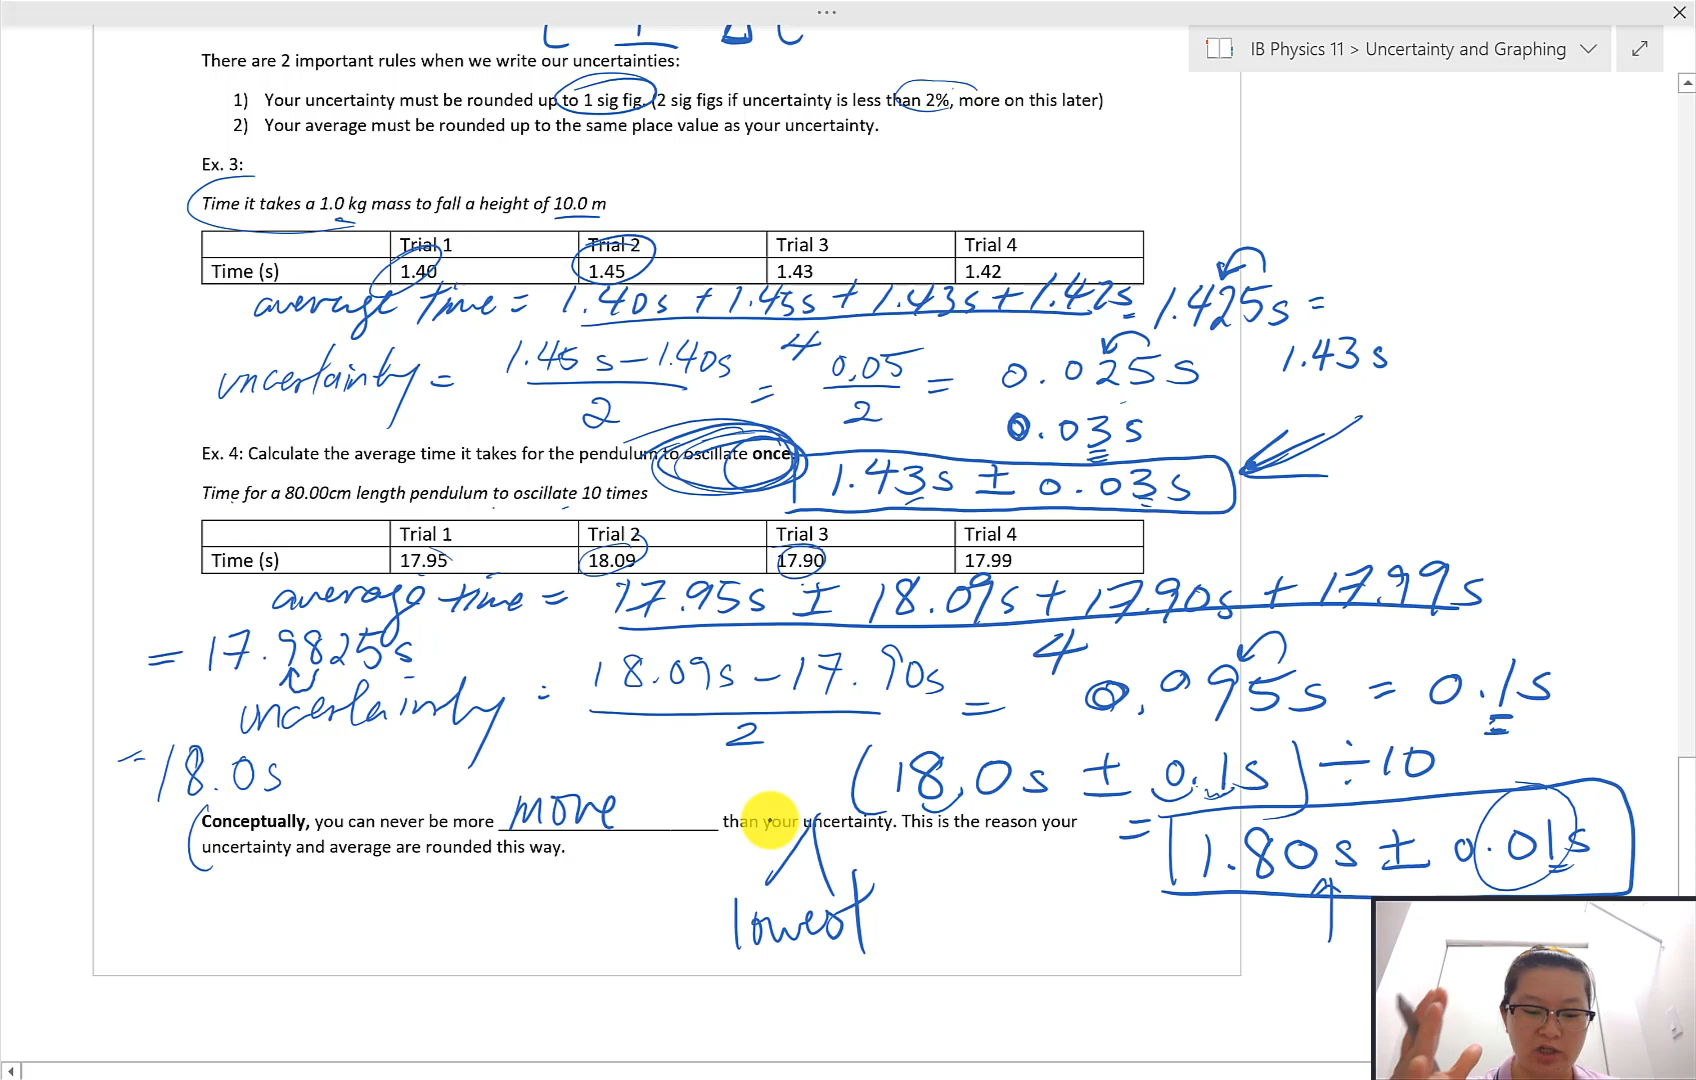 IB Physics 11 > Uncertainty and Graphing
There are 2 important rules when we write our uncertainties:
1) Your uncertainty must be rounded up to 1 sig fig. (2 sig figs if uncertainty is less than 2%, more on this later)
2) Your average must be rounded up to the same place value as your uncertainty.
Ex. 3:
Time it takes a 1.0 kg mass to fall a height of 10.0 m
Trial 1 Trial 2 Trial 3 Trial 4
Time (s) 1.40 1.45 1.43 1.42
average time = 1.40s + 1.45s + 1.43s + 1.42s = 1.425s =
4
1.43s
uncertainty = 1.45s - 1.40s = 0.05 = 0.025s
2 2
0.03s
Ex. 4: Calculate the average time it takes for the pendulum to oscillate once
1.43s ± 0.03s
Time for a 80.00cm length pendulum to oscillate 10 times
Trial 1 Trial 2 Trial 3 Trial 4
Time (s) 17.95 18.09 17.90 17.99
average time = 17.95s ± 18.09s + 17.90s + 17.99s
4
= 17.9825s
uncertainty = 18.09s - 17.90s = 0.095s = 0.1s
2
= 18.0s
(18.0s ± 0.1s) ÷ 10
Conceptually, you can never be more more than your uncertainty. This is the reason your
uncertainty and average are rounded this way.
= 1.80s ± 0.01s
lowest